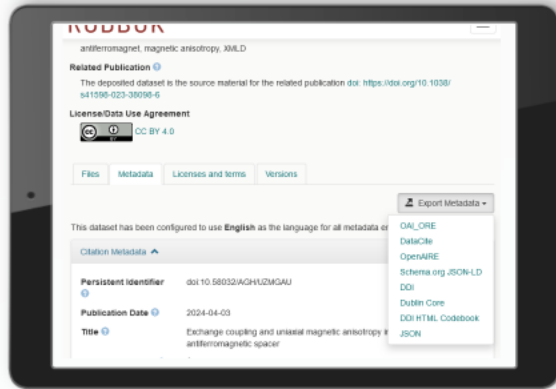 antiferromagnet, magnetic anisotropy, XMLD
Related Publication
The deposited dataset is the source material for the related publication doi: https://doi.org/10.1038/
s41598-023-38098-6
License/Data Use Agreement
CC BY 4.0
Files Metadata Licenses and terms Versions
Export Metadata
This dataset has been configured to use English as the language for all metadata
OAI_ORE
DataCite
OpenAIRE
Schema.org JSON-LD
DDI
Dublin Core
DDI HTML Codebook
JSON
Citation Metadata
Persistent Identifier doi:10.58032/AGH/UZMGAU
Publication Date 2024-04-03
Title Exchange coupling and uniaxial magnetic anisotropy
antiferromagnetic spacer